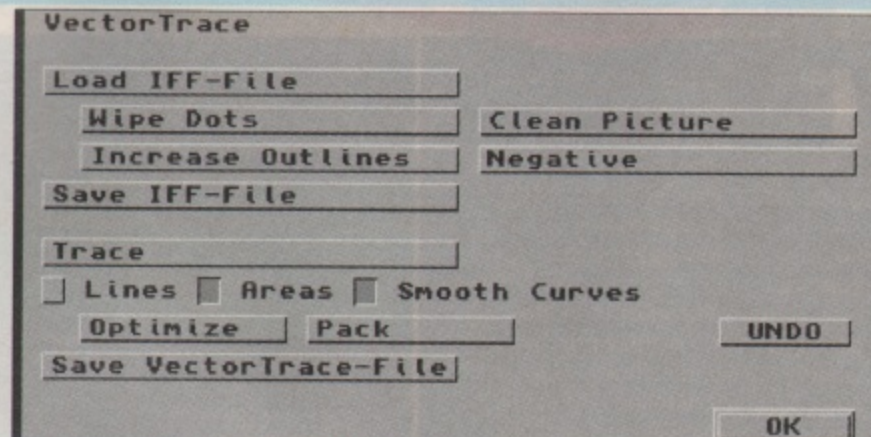 VectorTrace
Load IFF-File
Wipe Dots Clean Picture
Increase Outlines Negative
Save IFF-File
Trace
Lines Areas Smooth Curves
Optimize Pack UNDO
Save VectorTrace-File
OK